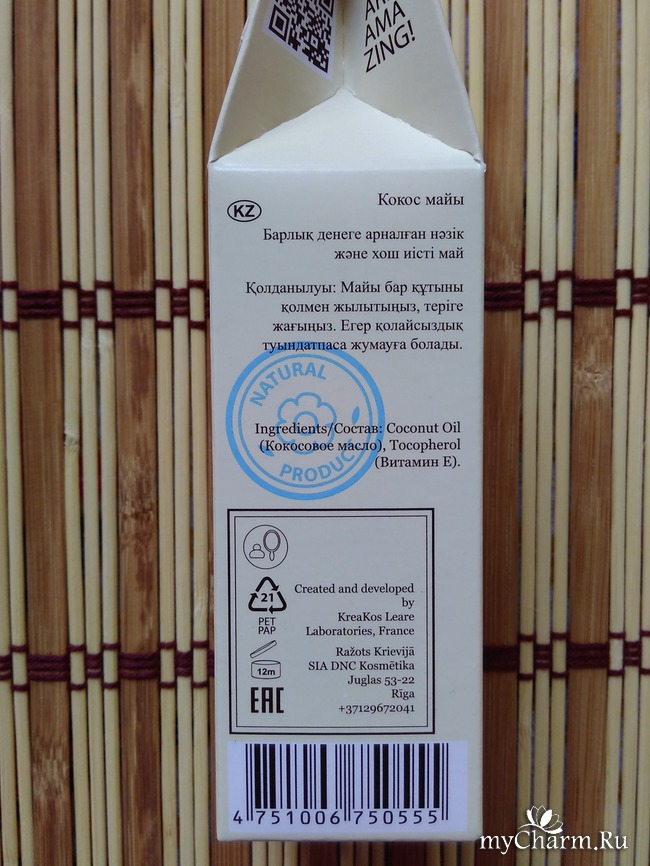 AMA
ZING!
KZ
Кокос майы
Барлық денеге арналған нәзік
және хош иісті май
Қолданылуы: Майы бар құтыны
қолмен жылытыңыз, теріге
жағыңыз. Егер қолайсыздық
туындатпаса жумауға болады.
NATURAL
PRODUCT
Ingredients/Состав: Coconut Oil
(Кокосовое масло), Tocopherol
(Витамин Е).
21
PET
PAP
12m
EAC
Created and developed
by
KreaKos Leare
Laboratories, France
Ražots Krievijā
SIA DNC Kosmētika
Juglas 53-22
Rīga
+37129672041
4 751006 750555
myCharm.Ru